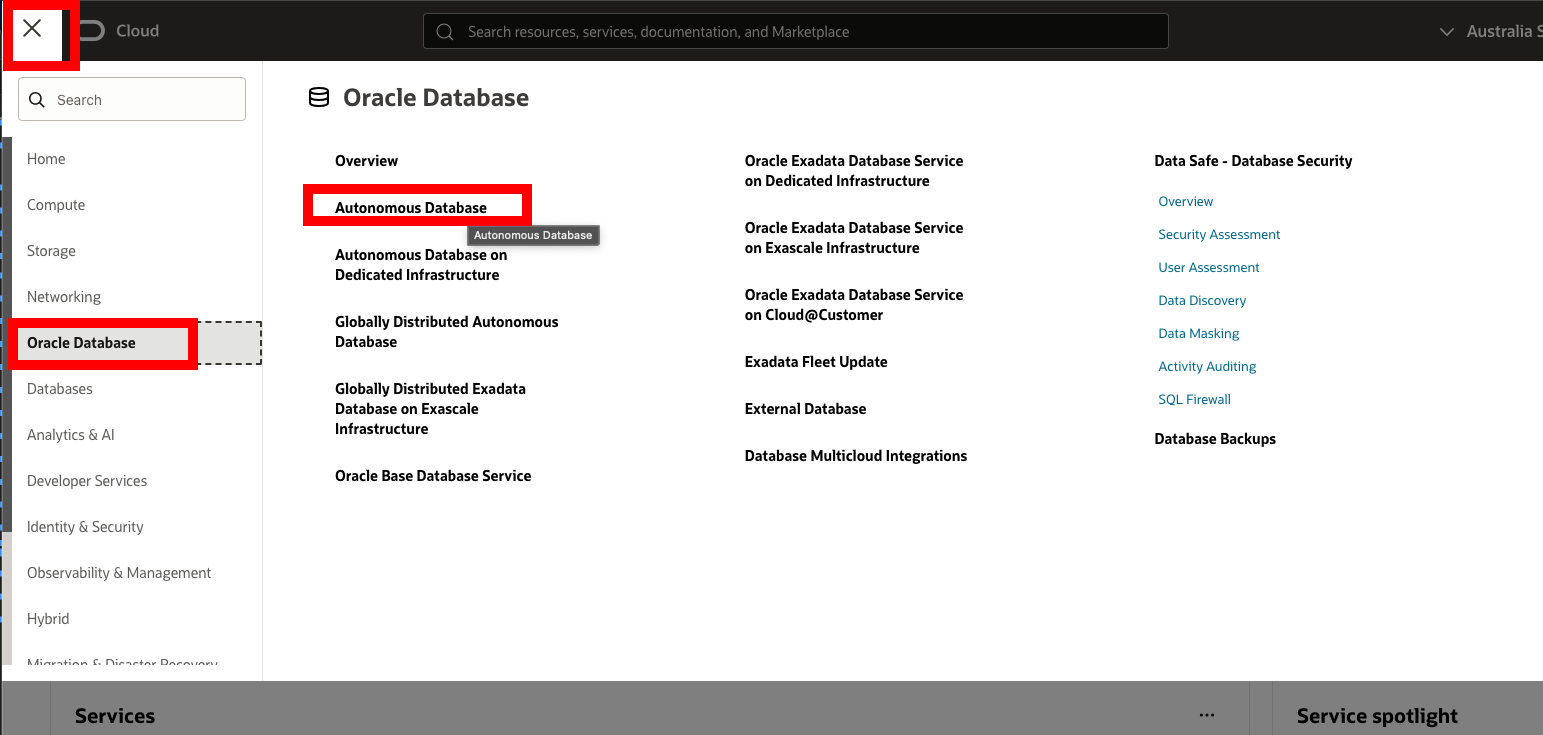 Cloud
Search resources, services, documentation, and Marketplace
Australia S
Search
Home
Compute
Storage
Networking
Oracle Database
Databases
Analytics & AI
Developer Services
Identity & Security
Observability & Management
Hybrid
Migration & Disaster Recovery
Oracle Database
Overview
Autonomous Database
Autonomous Database
Autonomous Database on
Dedicated Infrastructure
Globally Distributed Autonomous
Database
Globally Distributed Exadata
Database on Exascale
Infrastructure
Oracle Base Database Service
Oracle Exadata Database Service
on Dedicated Infrastructure
Oracle Exadata Database Service
on Exascale Infrastructure
Oracle Exadata Database Service
on Cloud@Customer
Exadata Fleet Update
External Database
Database Multicloud Integrations
Data Safe - Database Security
Overview
Security Assessment
User Assessment
Data Discovery
Data Masking
Activity Auditing
SQL Firewall
Database Backups
Services
Service spotlight